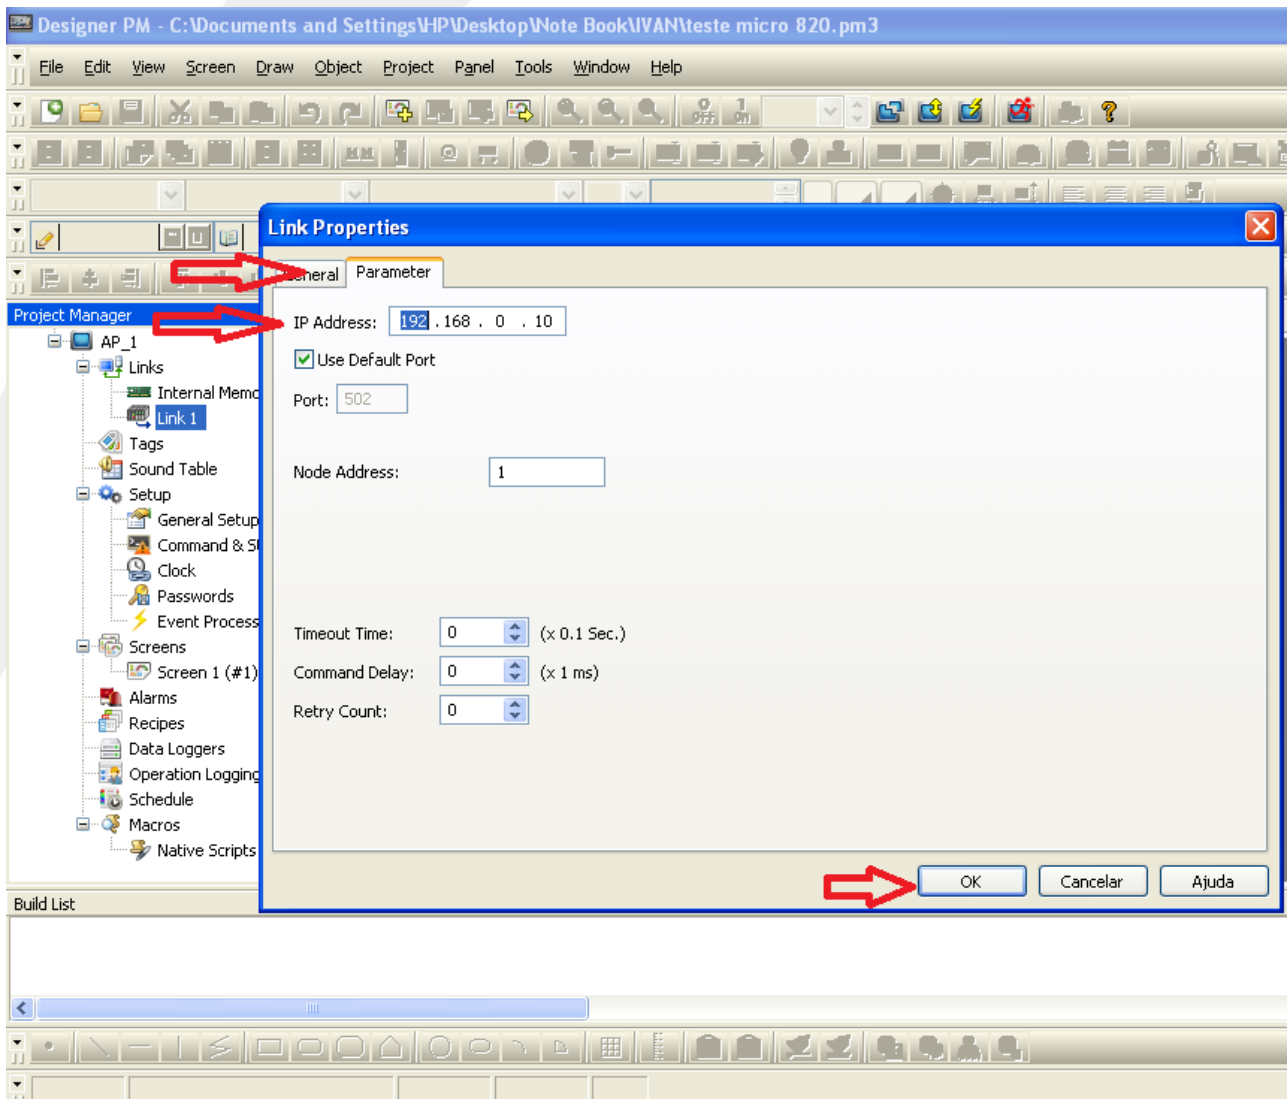 Designer PM - C:\Documents and Settings\HP\Desktop\Note Book\IVAN\teste micro 820.pm3
File Edit View Screen Draw Object Project Panel Tools Window Help
Link Properties
General Parameter
Project Manager
IP Address: 192 . 168 . 0 . 10
AP_1
Use Default Port
Links
Internal Memo
Port: 502
Link 1
Tags
Sound Table
Node Address: 1
Setup
General Setup
Command & St
Clock
Passwords
Event Process
Timeout Time: 0 (x 0.1 Sec.)
Screens
Screen 1 (#1)
Command Delay: 0 (x 1 ms)
Alarms
Retry Count: 0
Recipes
Data Loggers
Operation Logging
Schedule
Macros
Native Scripts
OK Cancelar Ajuda
Build List